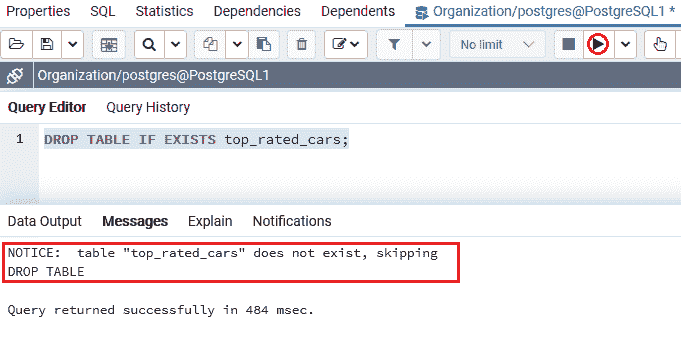 Properties SQL Statistics Dependencies Dependents Organization/postgres@PostgreSQL1 *
No limit
Organization/postgres@PostgreSQL1
Query Editor Query History
1 DROP TABLE IF EXISTS top_rated_cars;
Data Output Messages Explain Notifications
NOTICE: table "top_rated_cars" does not exist, skipping
DROP TABLE
Query returned successfully in 484 msec.